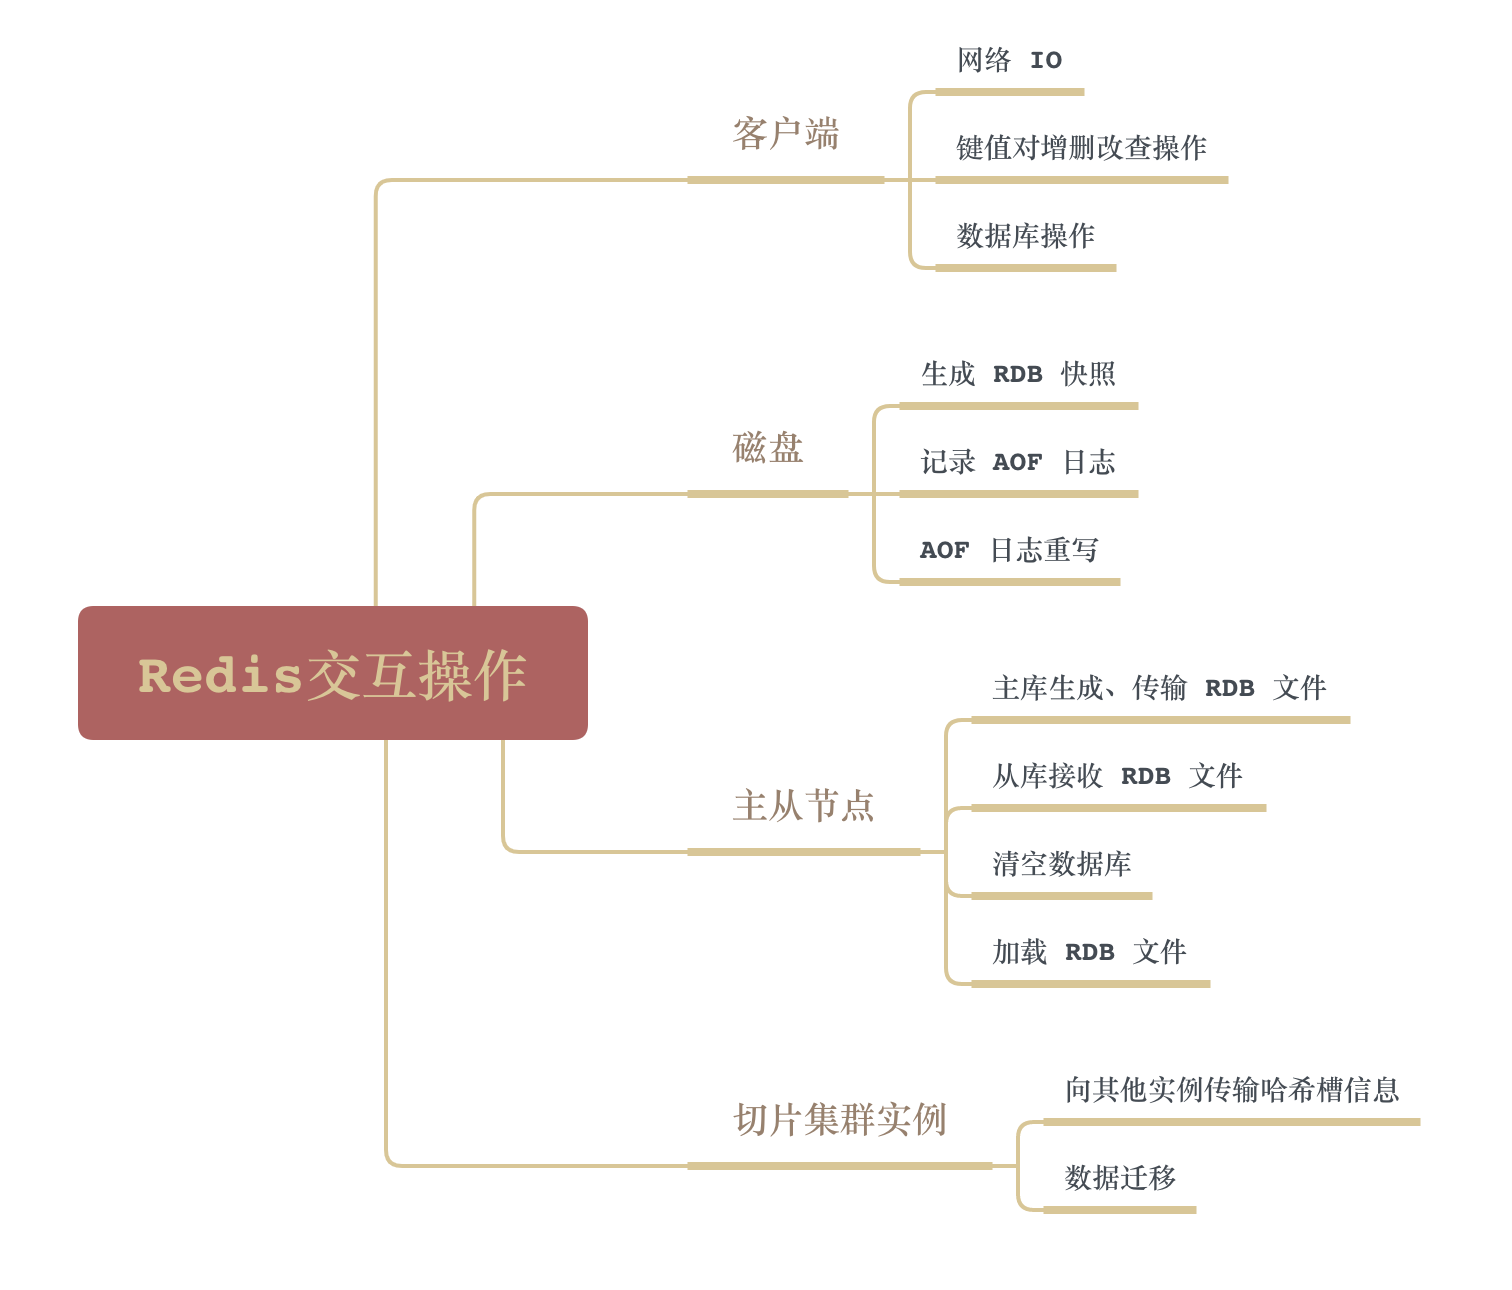 Redis交互操作
客户端
网络 IO
键值对增删改查操作
数据库操作
磁盘
生成 RDB 快照
记录 AOF 日志
AOF 日志重写
主从节点
主库生成、传输 RDB 文件
从库接收 RDB 文件
清空数据库
加载 RDB 文件
切片集群实例
向其他实例传输哈希槽信息
数据迁移